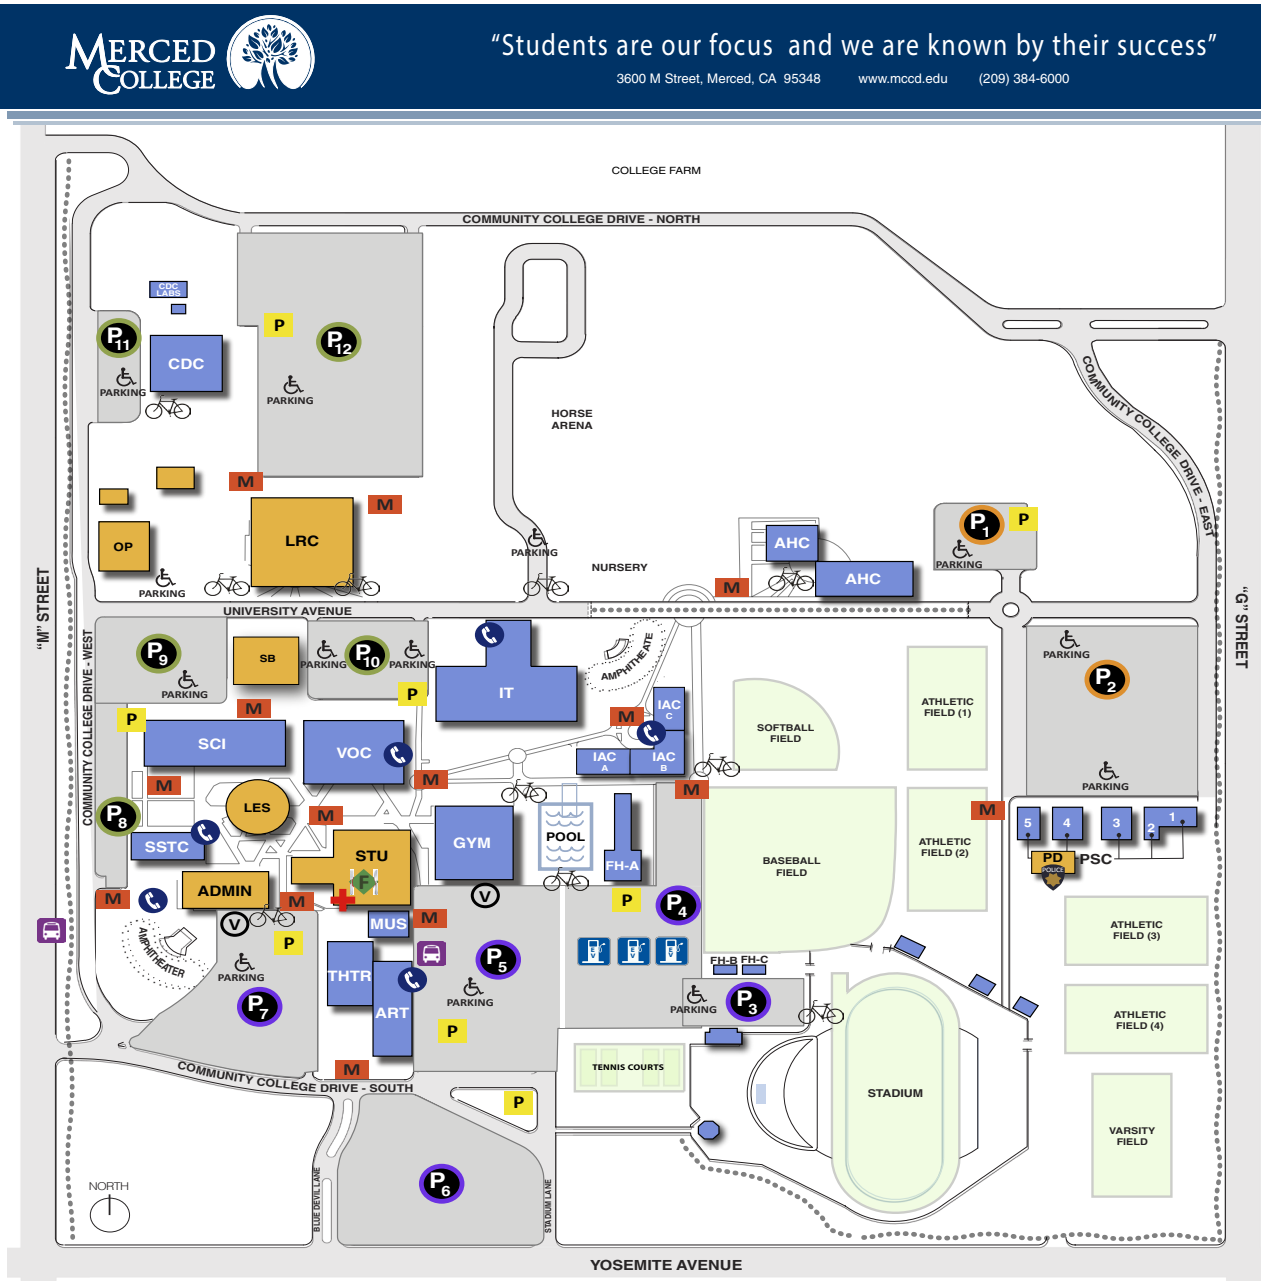 MERCED
COLLEGE
“Students are our focus and we are known by their success”
3600 M Street, Merced, CA 95348 www.mccd.edu (209) 384-6000
COLLEGE FARM
COMMUNITY COLLEGE DRIVE - NORTH
CDC
LABS
P11
CDC
PARKING
P
P12
PARKING
HORSE
ARENA
COMMUNITY COLLEGE DRIVE - EAST
M
M
OP
LRC
PARKING
PARKING
NURSERY
AHC
AHC
M
P1
P
PARKING
"M" STREET
"G" STREET
UNIVERSITY AVENUE
COMMUNITY COLLEGE DRIVE - WEST
P9
PARKING
SB
PARKING
P10
PARKING
P
IT
AMPHITHEATE
PARKING
P2
PARKING
P
M
SCI
VOC
M
IAC
C
M
IAC
A
IAC
B
M
SOFTBALL
FIELD
ATHLETIC
FIELD (1)
M
P8
LES
M
SSTC
STU
F
GYM
POOL
FH-A
BASEBALL
FIELD
ATHLETIC
FIELD (2)
M
5
4
3
2
1
PD
POLICE
PSC
ADMIN
M
M
V
V
MUS
M
P
P4
AMPHITHEATER
P
PARKING
P7
THTR
ART
P5
PARKING
P
EV
EV
EV
FH-B
FH-C
PARKING
P3
ATHLETIC
FIELD (3)
ATHLETIC
FIELD (4)
M
COMMUNITY COLLEGE DRIVE - SOUTH
TENNIS COURTS
STADIUM
P
VARSITY
FIELD
P6
NORTH
BLUE DEVIL LANE
STADIUM LANE
YOSEMITE AVENUE